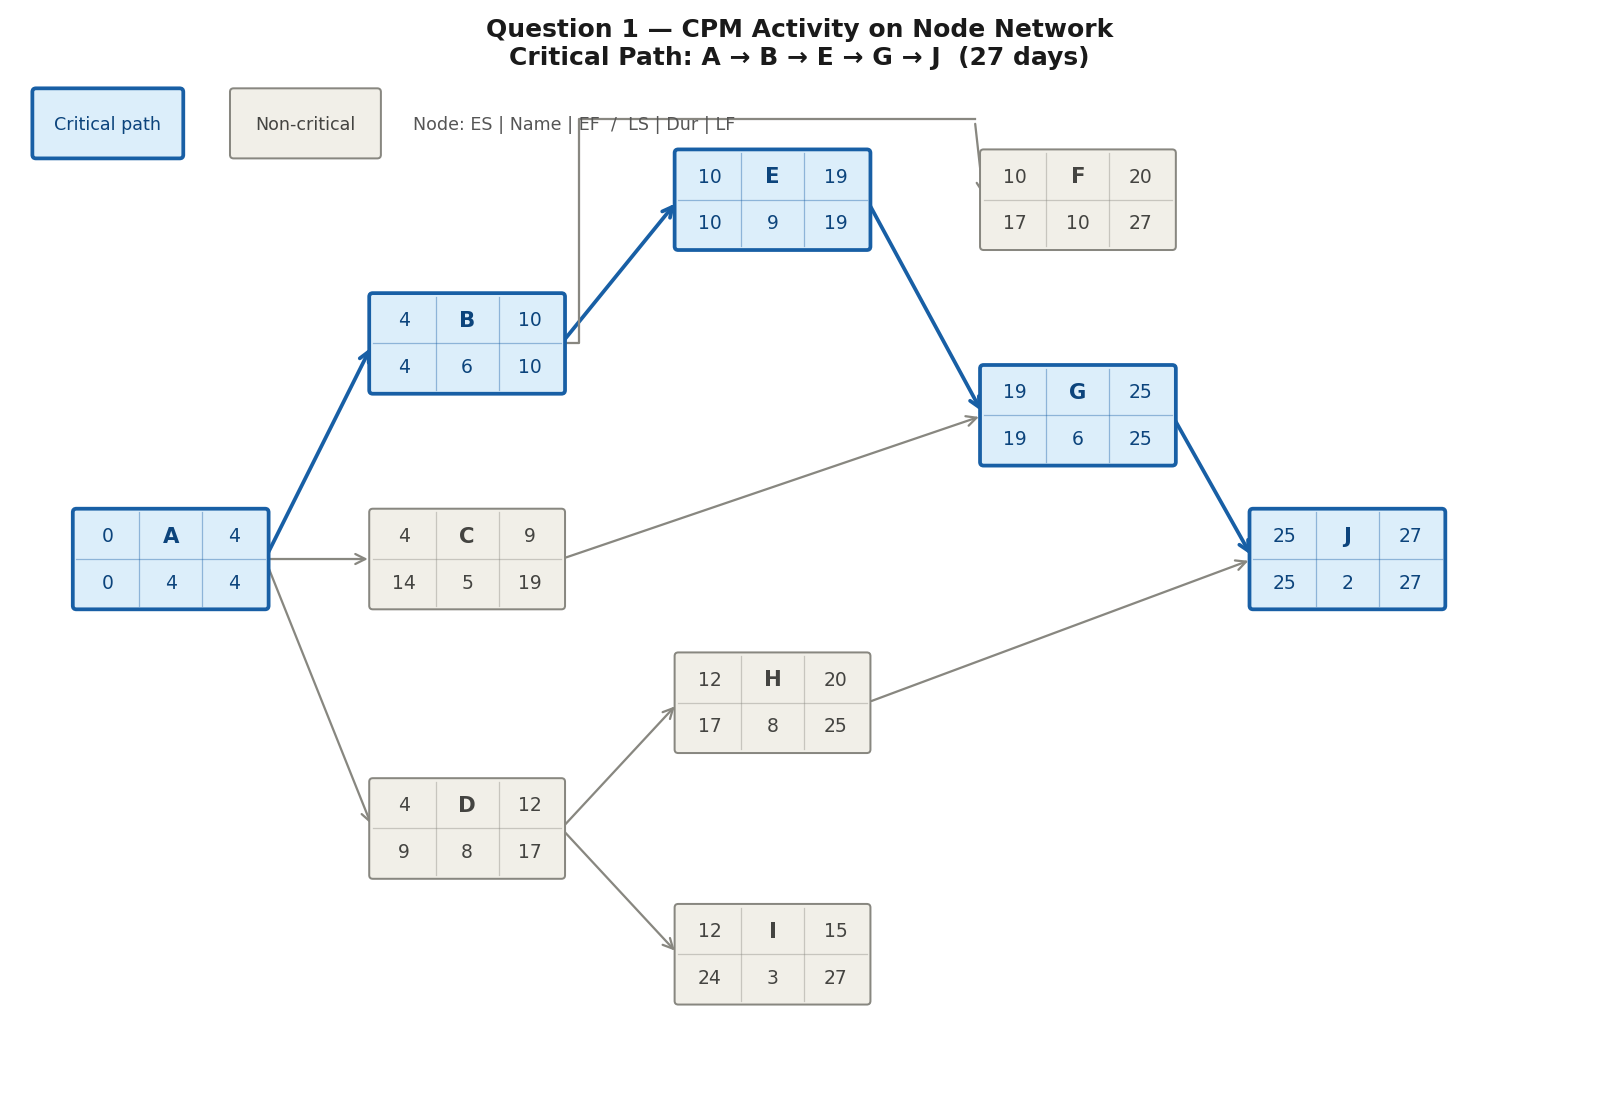 Question 1 — CPM Activity on Node Network
Critical Path: A → B → E → G → J (27 days)
Critical path
Non-critical
Node: ES | Name | EF / LS | Dur | LF
10 E 19
10 9 19
10 F 20
17 10 27
4 B 10
4 6 10
19 G 25
19 6 25
0 A 4
0 4 4
4 C 9
14 5 19
25 J 27
25 2 27
12 H 20
17 8 25
4 D 12
9 8 17
12 I 15
24 3 27